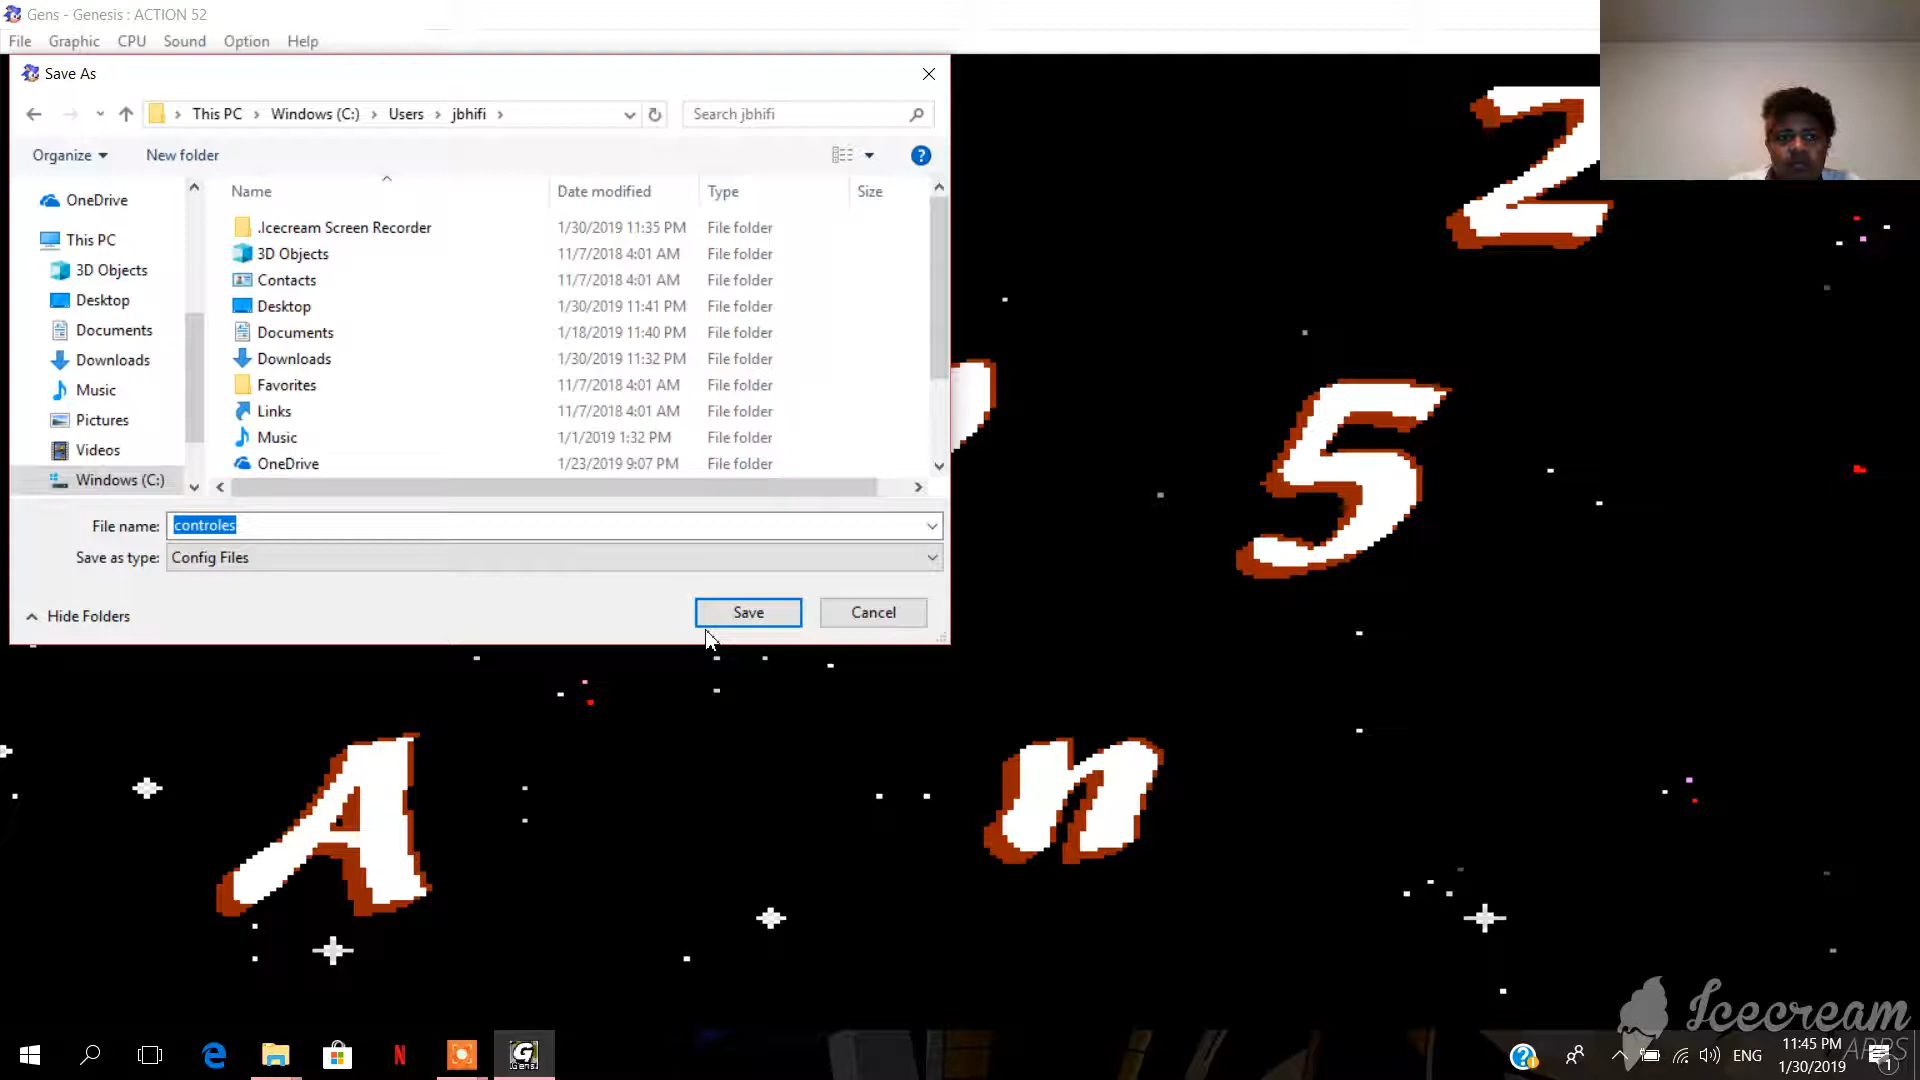 Gens - Genesis : ACTION 52
File Graphic CPU Sound Option Help
Save As
This PC Windows (C:) Users jbhifi
Search jbhifi
Organize New folder
Name Date modified Type Size
OneDrive
This PC
3D Objects
Desktop
Documents
Downloads
Music
Pictures
Videos
Windows (C:)
.Icecream Screen Recorder 1/30/2019 11:35 PM File folder
3D Objects 11/7/2018 4:01 AM File folder
Contacts 11/7/2018 4:01 AM File folder
Desktop 1/30/2019 11:41 PM File folder
Documents 1/18/2019 11:40 PM File folder
Downloads 1/30/2019 11:32 PM File folder
Favorites 11/7/2018 4:01 AM File folder
Links 11/7/2018 4:01 AM File folder
Music 1/1/2019 1:32 PM File folder
OneDrive 1/23/2019 9:07 PM File folder
File name: controles
Save as type: Config Files
Hide Folders
Save Cancel
2
5
A n
Icecream
APPS
Gens
ENG
11:45 PM
1/30/2019
1